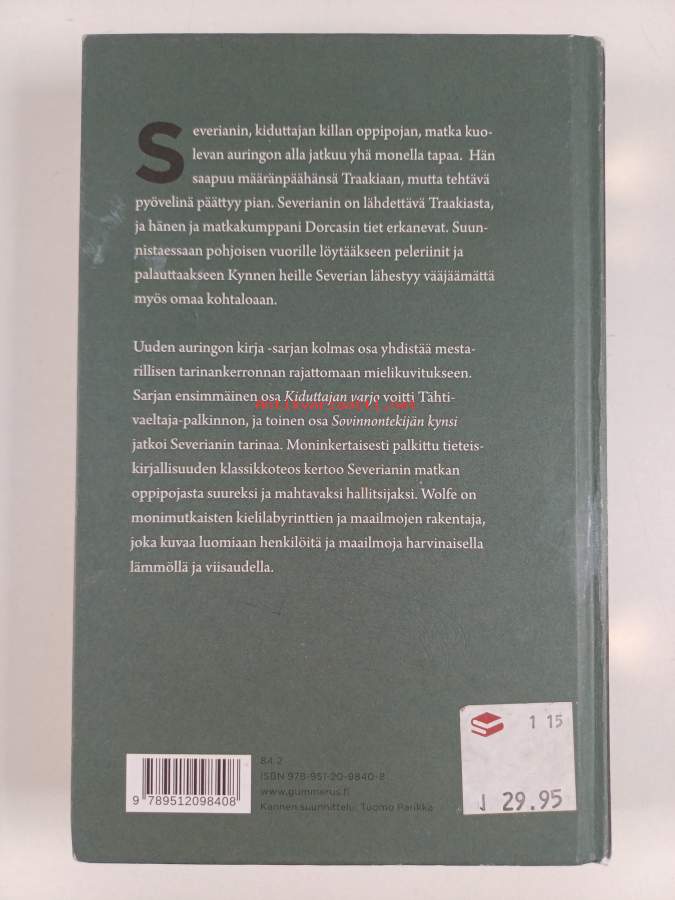 Severianin, kiduttajan killan oppipojan, matka kuo-
levan auringon alla jatkuu yhä monella tapaa. Hän
saapuu määränpäähänsä Traakiaan, mutta tehtävä
pyövelinä päättyy pian. Severianin on lähdettävä Traakiasta,
ja hänen ja matkakumppani Dorcasin tiet erkanevat. Suun-
nistaessaan pohjoisen vuorille löytääkseen peleriinit ja
palauttaakseen Kynnen heille Severian lähestyy vääjäämättä
myös omaa kohtaloaan.
Uuden auringon kirja -sarjan kolmas osa yhdistää mesta-
rillisen tarinankerronnan rajattomaan mielikuvitukseen.
Sarjan ensimmäinen osa Kiduttajan varjo voitti Tähti-
antikvariaatti.net
vaeltaja-palkinnon, ja toinen osa Sovinnontekijän kynsi
jatkoi Severianin tarinaa. Moninkertaisesti palkittu tieteis-
kirjallisuuden klassikkoteos kertoo Severianin matkan
oppipojasta suureksi ja mahtavaksi hallitsijaksi. Wolfe on
monimutkaisten kielilabyrinttien ja maailmojen rakentaja,
joka kuvaa luomiaan henkilöitä ja maailmoja harvinaisella
lämmöllä ja viisaudella.
84.2
ISBN 978-951-20-9840-8
www.gummerus.fi
Kannen suunnittelu: Tuomo Parikka
9 789512 098408
1 15
29.95